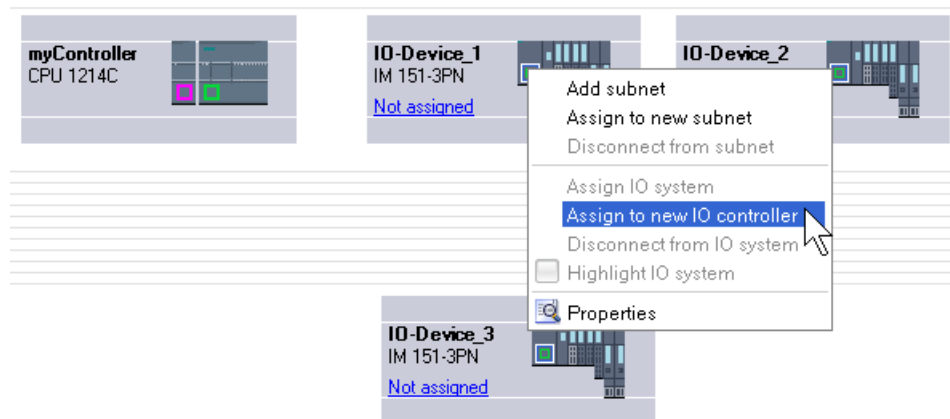 myController
CPU 1214C
IO-Device_1
IM 151-3PN
Not assigned
IO-Device_2
Add subnet
Assign to new subnet
Disconnect from subnet
Assign IO system
Assign to new IO controller
Disconnect from IO system
Highlight IO system
Properties
IO-Device_3
IM 151-3PN
Not assigned